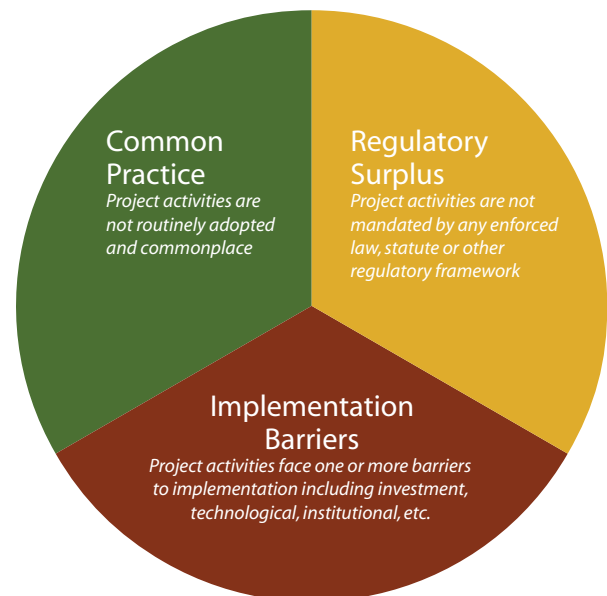 Common
Practice
Project activities are
not routinely adopted
and commonplace
Regulatory
Surplus
Project activities are not
mandated by any enforced
law, statute or other
regulatory framework
Implementation
Barriers
Project activities face one or more barriers
to implementation including investment,
technological, institutional, etc.